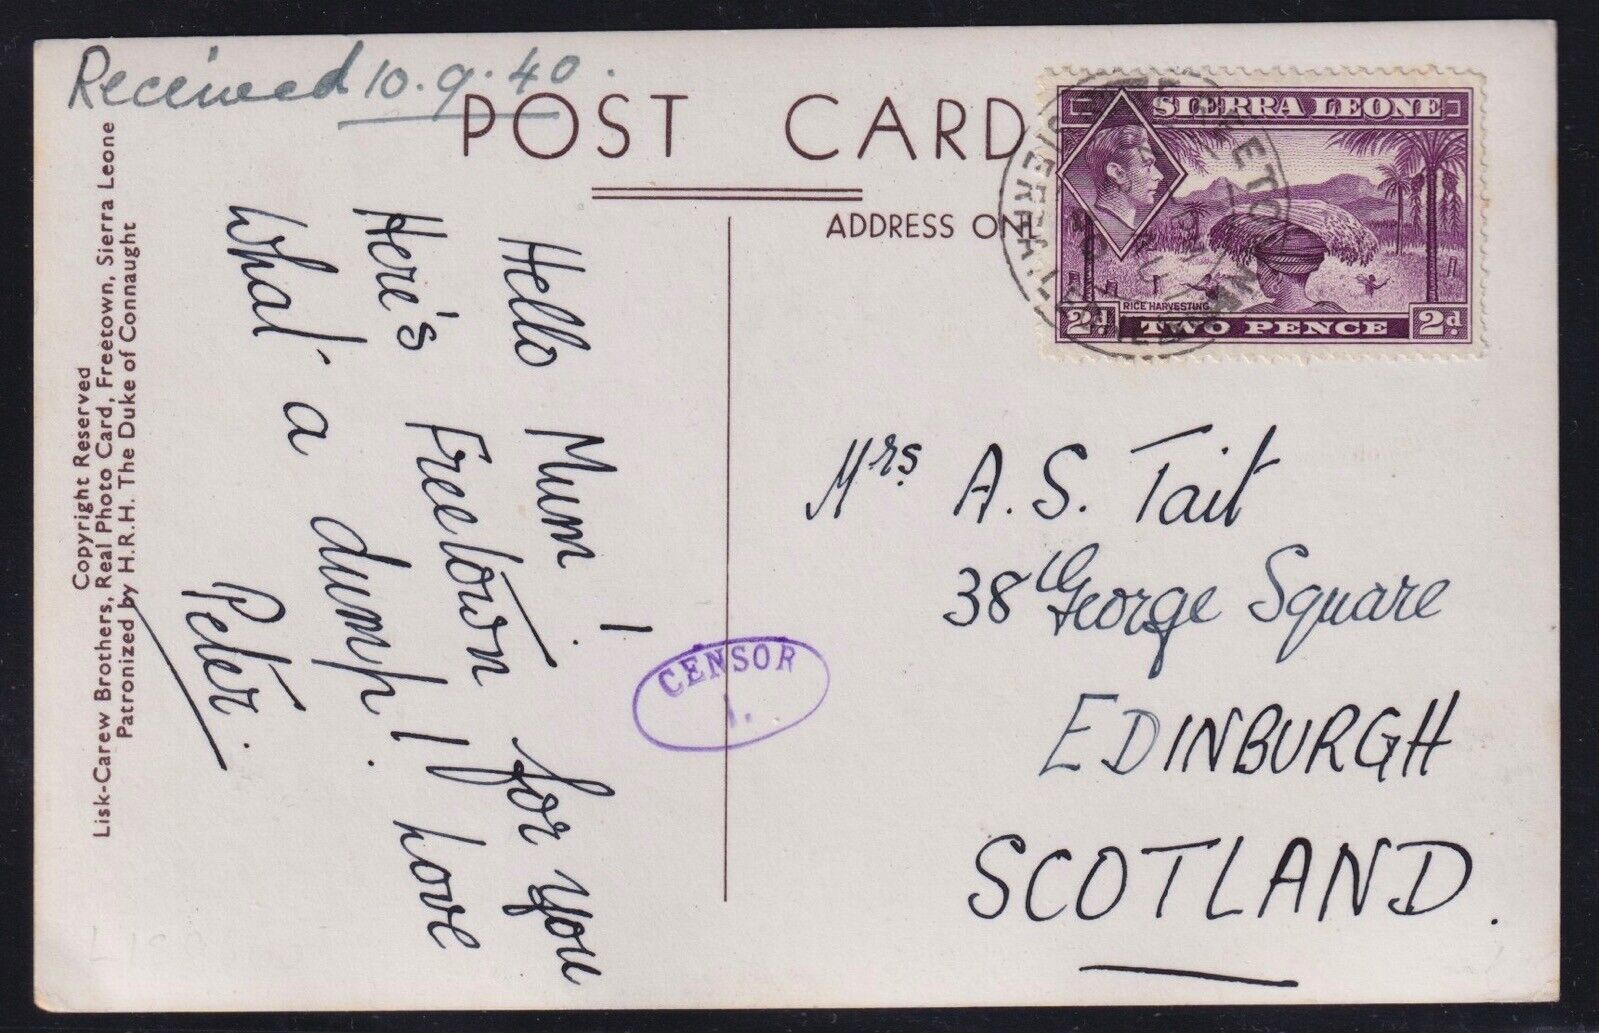 Received 10.9.40.
POST CARD
ADDRESS ONL
SIERRA LEONE
RICE HARVESTING
2d TWO PENCE 2d.
Hello Mum!
Here's Freetown for you
What a dump! Love
Peter.
CENSOR
1.
Mrs A. S. Tait
38 George Square
EDINBURGH
SCOTLAND.
Copyright Reserved
Lisk-Carew Brothers, Real Photo Card, Freetown, Sierra Leone
Patronized by H.R.H. The Duke of Connaught